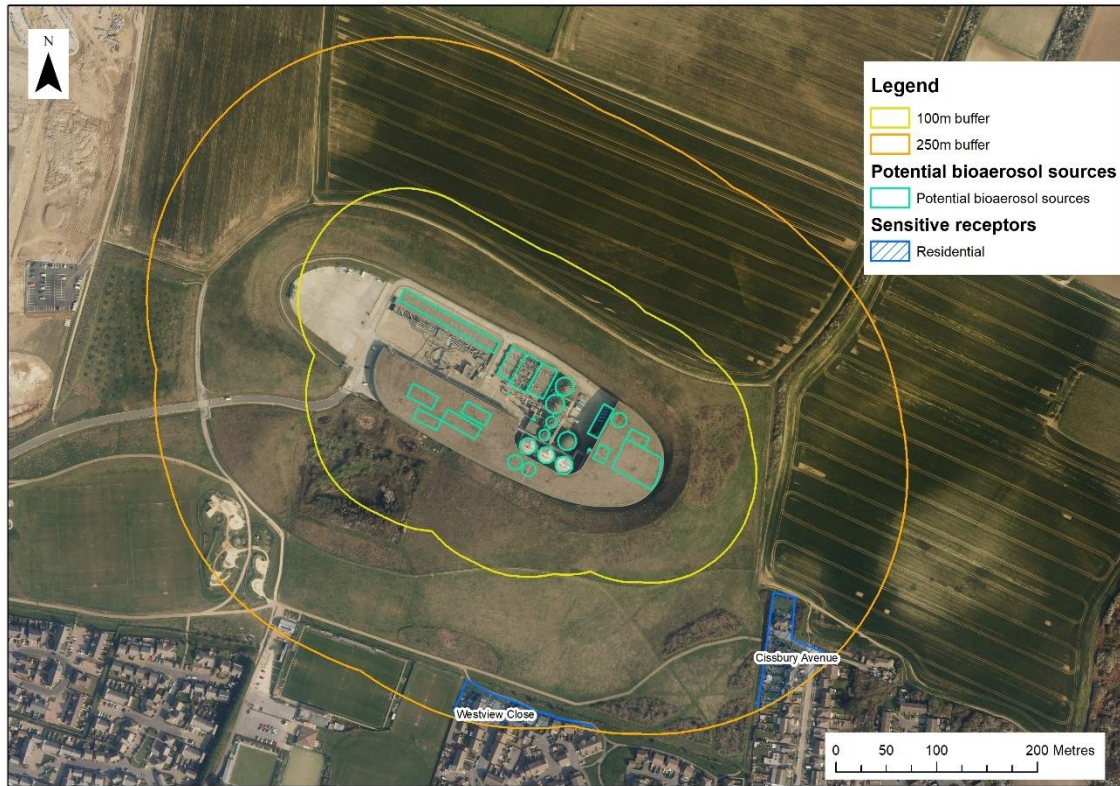 N
Legend
100m buffer
250m buffer
Potential bioaerosol sources
Potential bioaerosol sources
Sensitive receptors
Residential
Cissbury Avenue
Westview Close
0 50 100 200 Metres